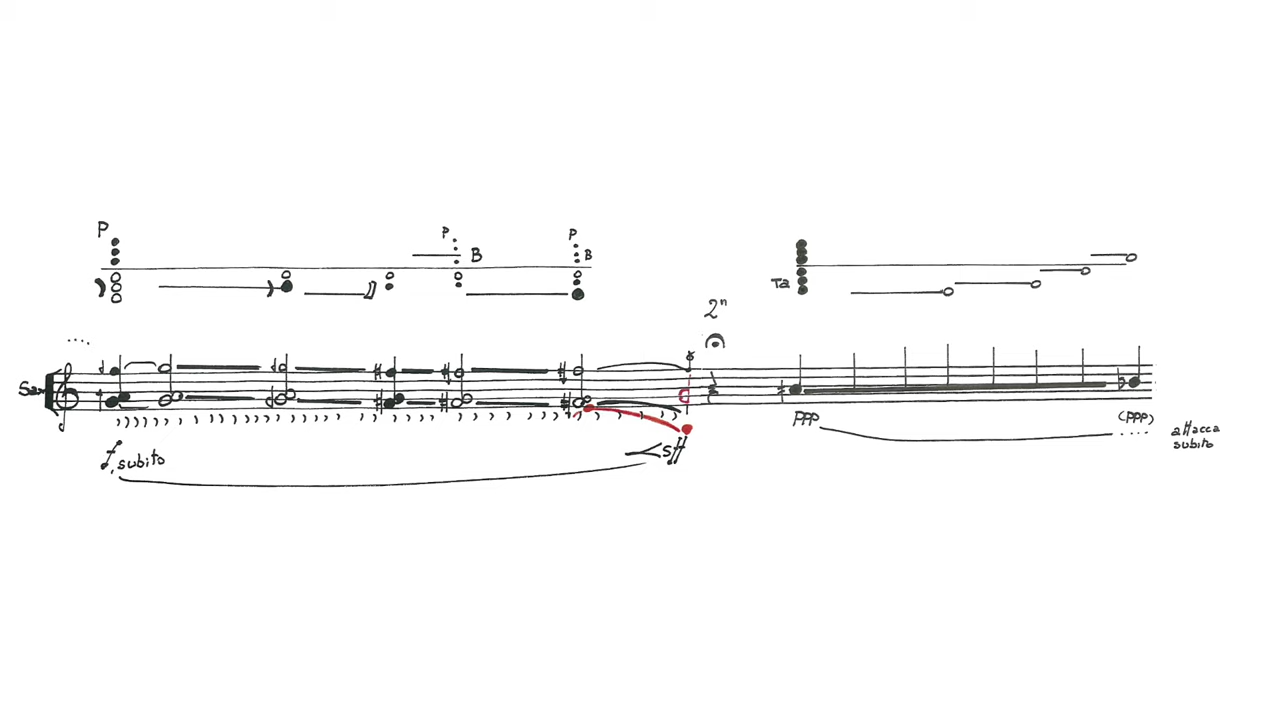 P
P
B
P
B
Ta
2"
....
Sax
f subito
sff
ppp
(ppp)
....
attacca
subito